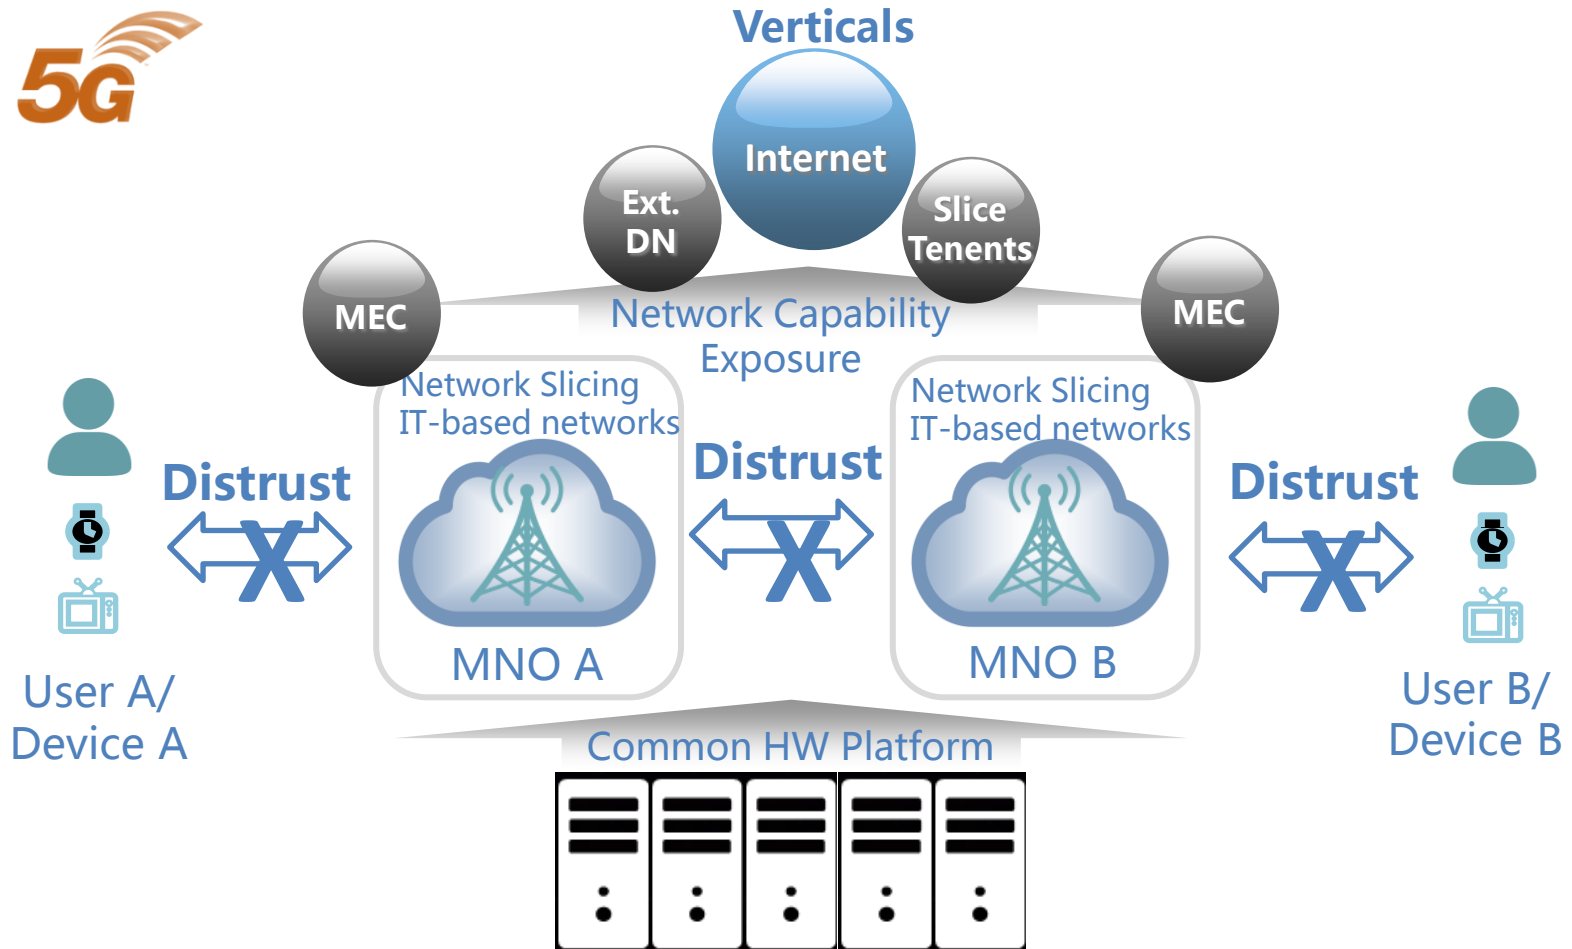 5G
Verticals
Internet
Ext.
DN
Slice
Tenents
MEC
MEC
Network Capability
Exposure
Network Slicing
IT-based networks
Network Slicing
IT-based networks
Distrust
X
Distrust
X
Distrust
X
MNO A
MNO B
User A/
Device A
User B/
Device B
Common HW Platform